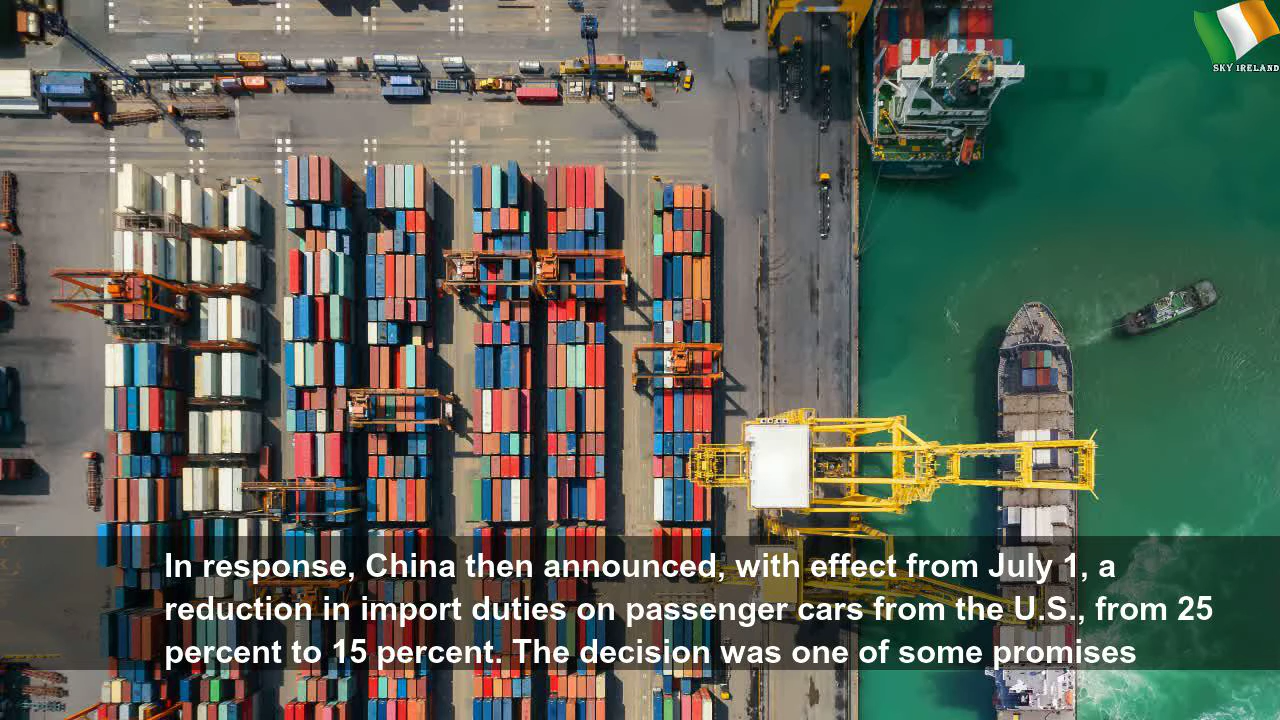 SKY IRELAND
In response, China then announced, with effect from July 1, a
reduction in import duties on passenger cars from the U.S., from 25
percent to 15 percent. The decision was one of some promises